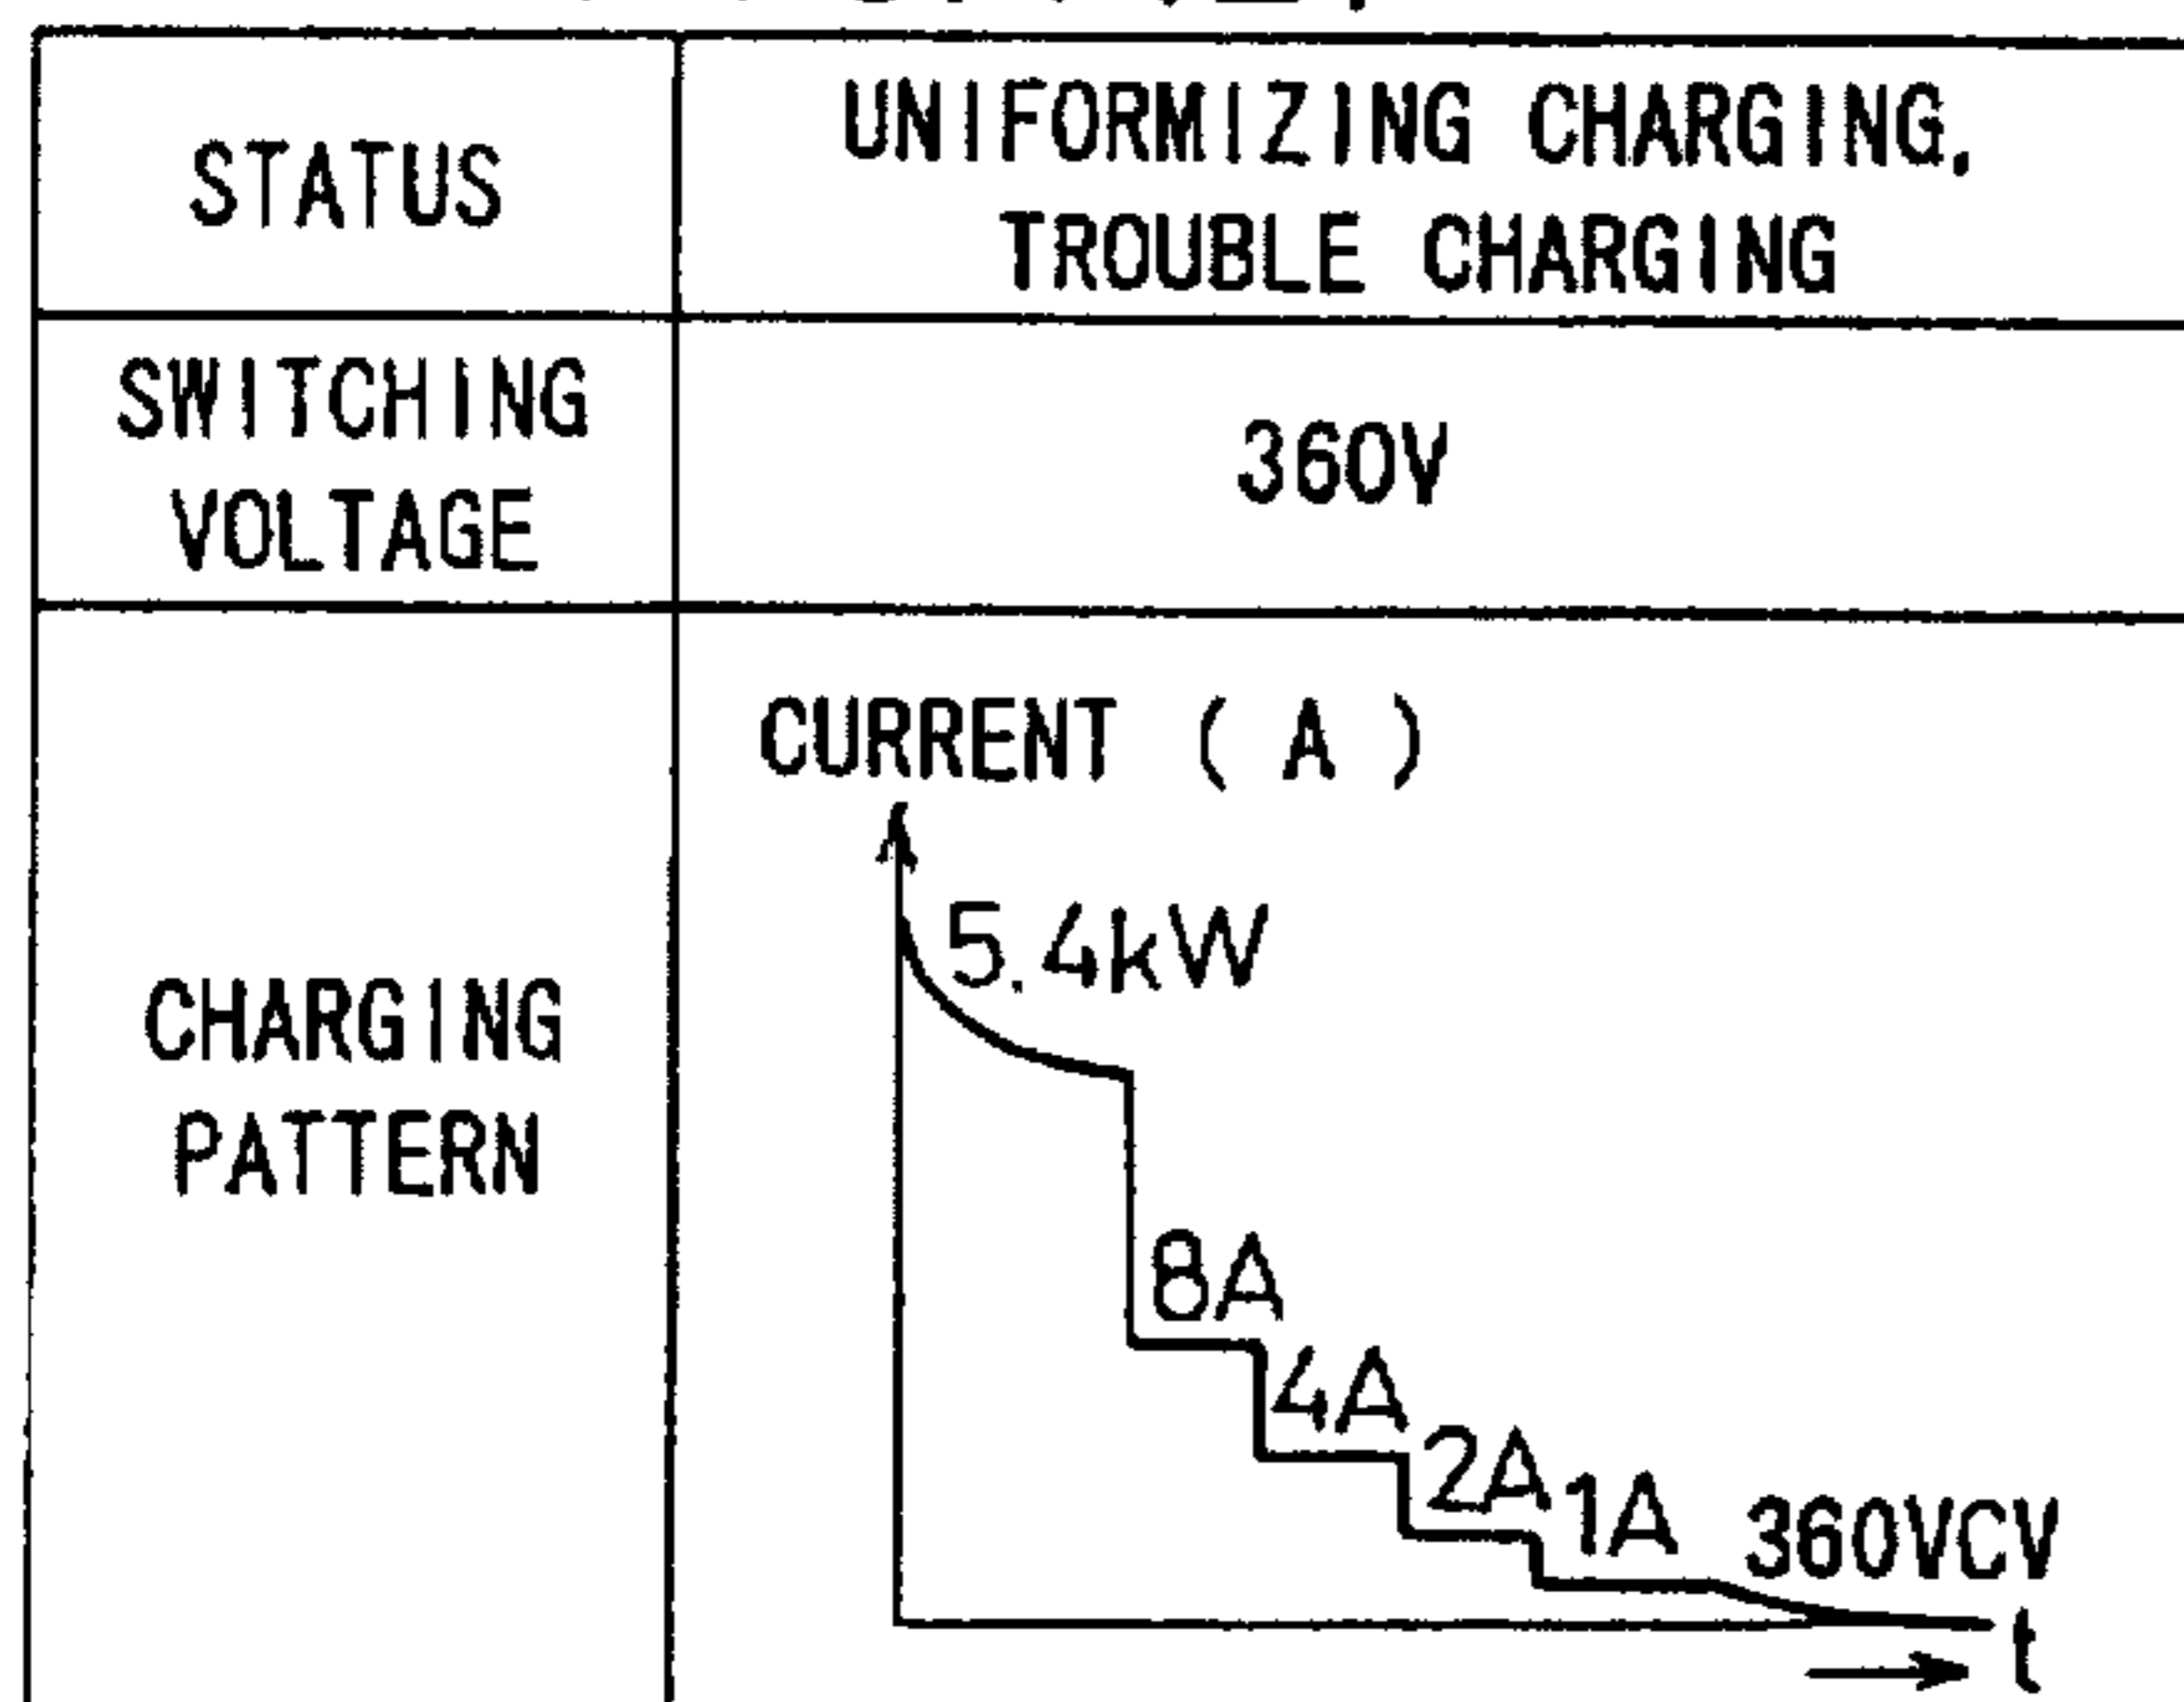 STATUS
UNIFORMIZING CHARGING,
TROUBLE CHARGING
SWITCHING
VOLTAGE
360V
CHARGING
PATTERN
CURRENT ( A )
5.4kW
8A
4A
2A
1A
360VCV
t